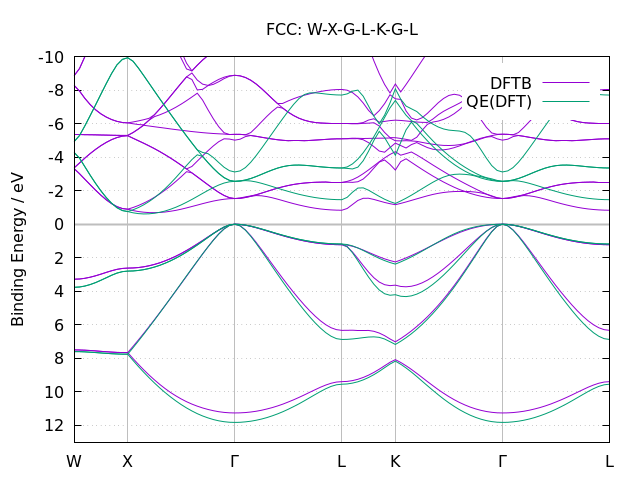 FCC: W-X-G-L-K-G-L
-10
-8
-6
-4
-2
0
2
4
6
8
10
12
Binding Energy / eV
DFTB
QE(DFT)
W X Γ L K Γ L